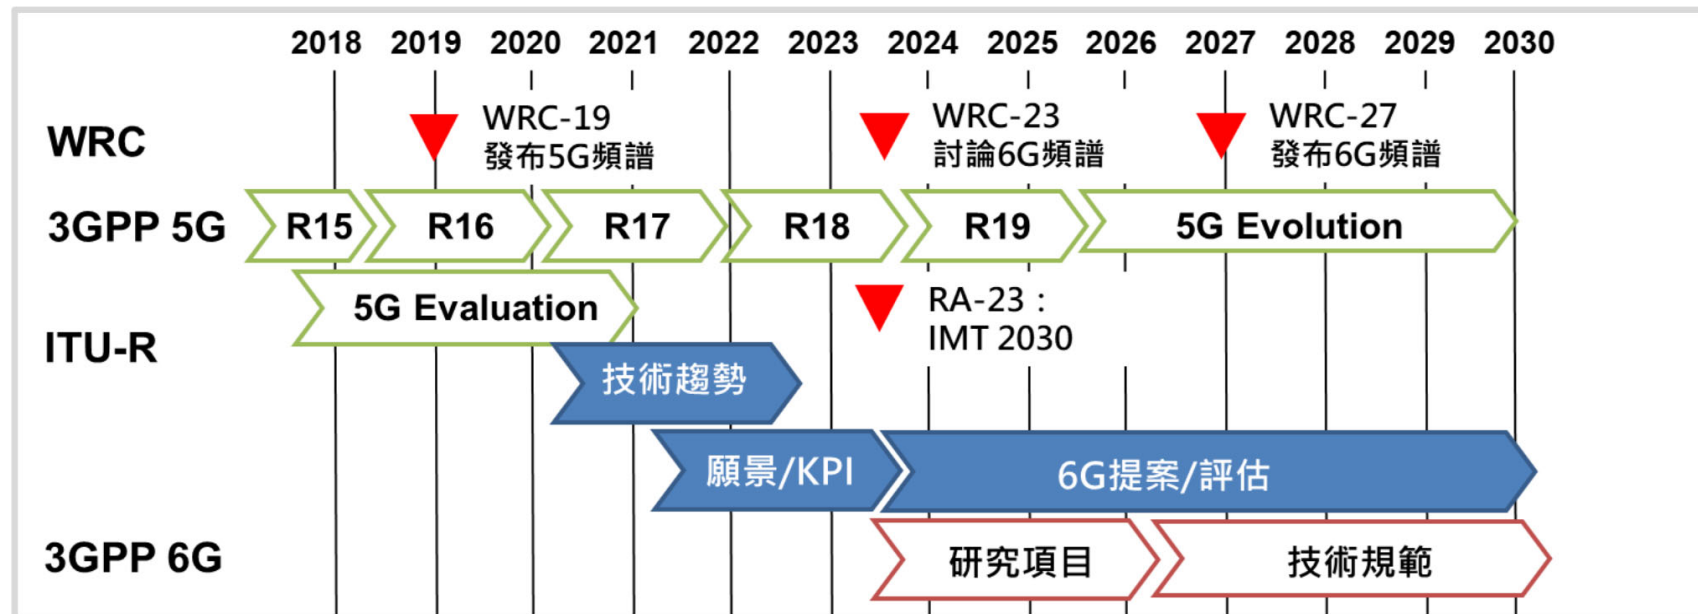 2018 2019 2020 2021 2022 2023 2024 2025 2026 2027 2028 2029 2030
WRC
WRC-19
發布5G頻譜
WRC-23
討論6G頻譜
WRC-27
發布6G頻譜
3GPP 5G
R15
R16
R17
R18
R19
5G Evolution
ITU-R
5G Evaluation
RA-23：
IMT 2030
技術趨勢
願景/KPI
6G提案/評估
3GPP 6G
研究項目
技術規範